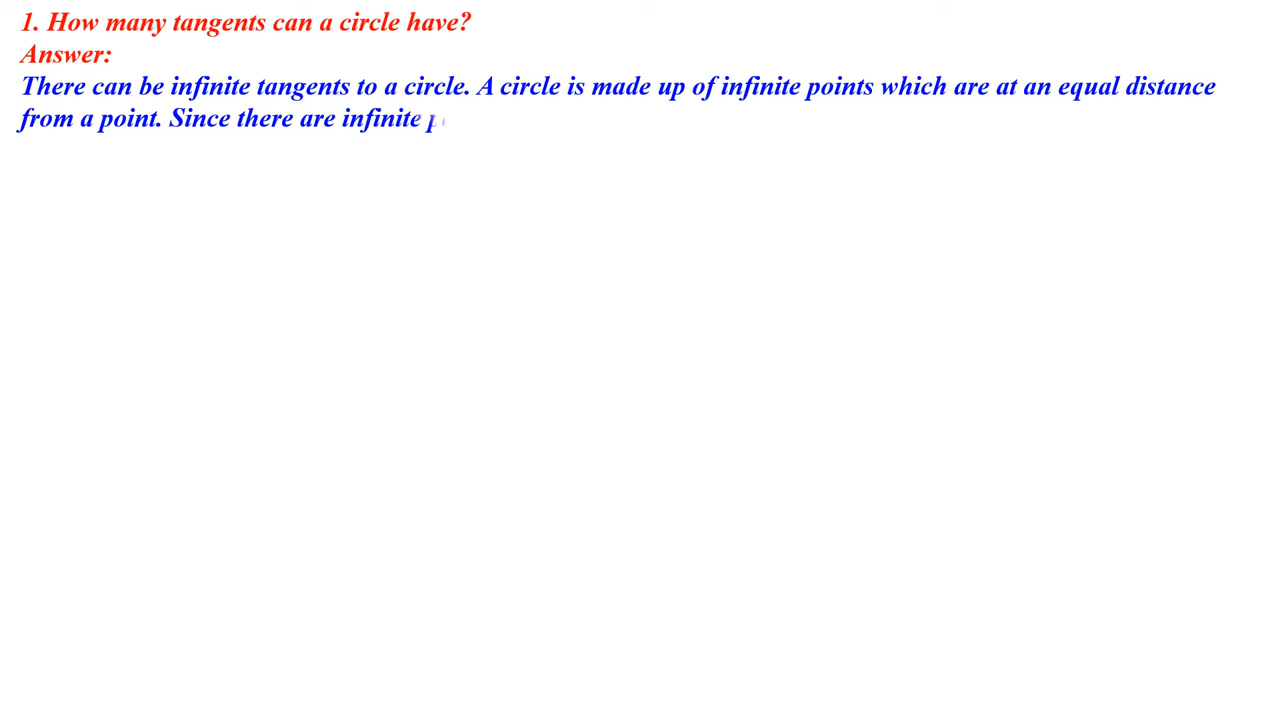 1. How many tangents can a circle have?
Answer:
There can be infinite tangents to a circle. A circle is made up of infinite points which are at an equal distance
from a point. Since there are infinite